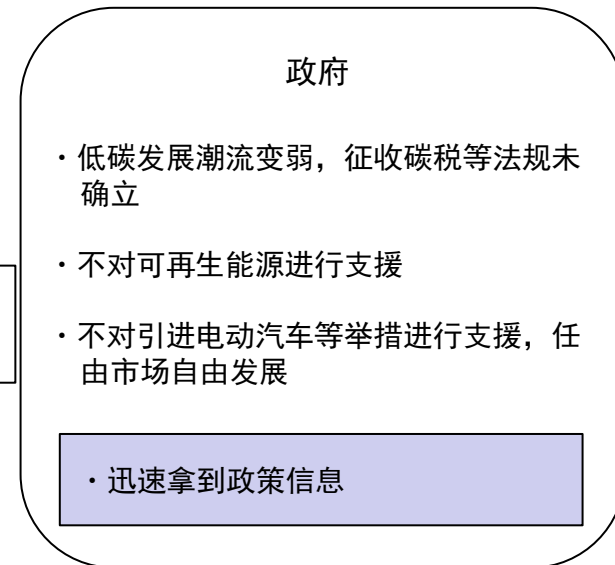 政府
・低碳发展潮流变弱，征收碳税等法规未
确立
・不对可再生能源进行支援
・不对引进电动汽车等举措进行支援，任
由市场自由发展
・迅速拿到政策信息